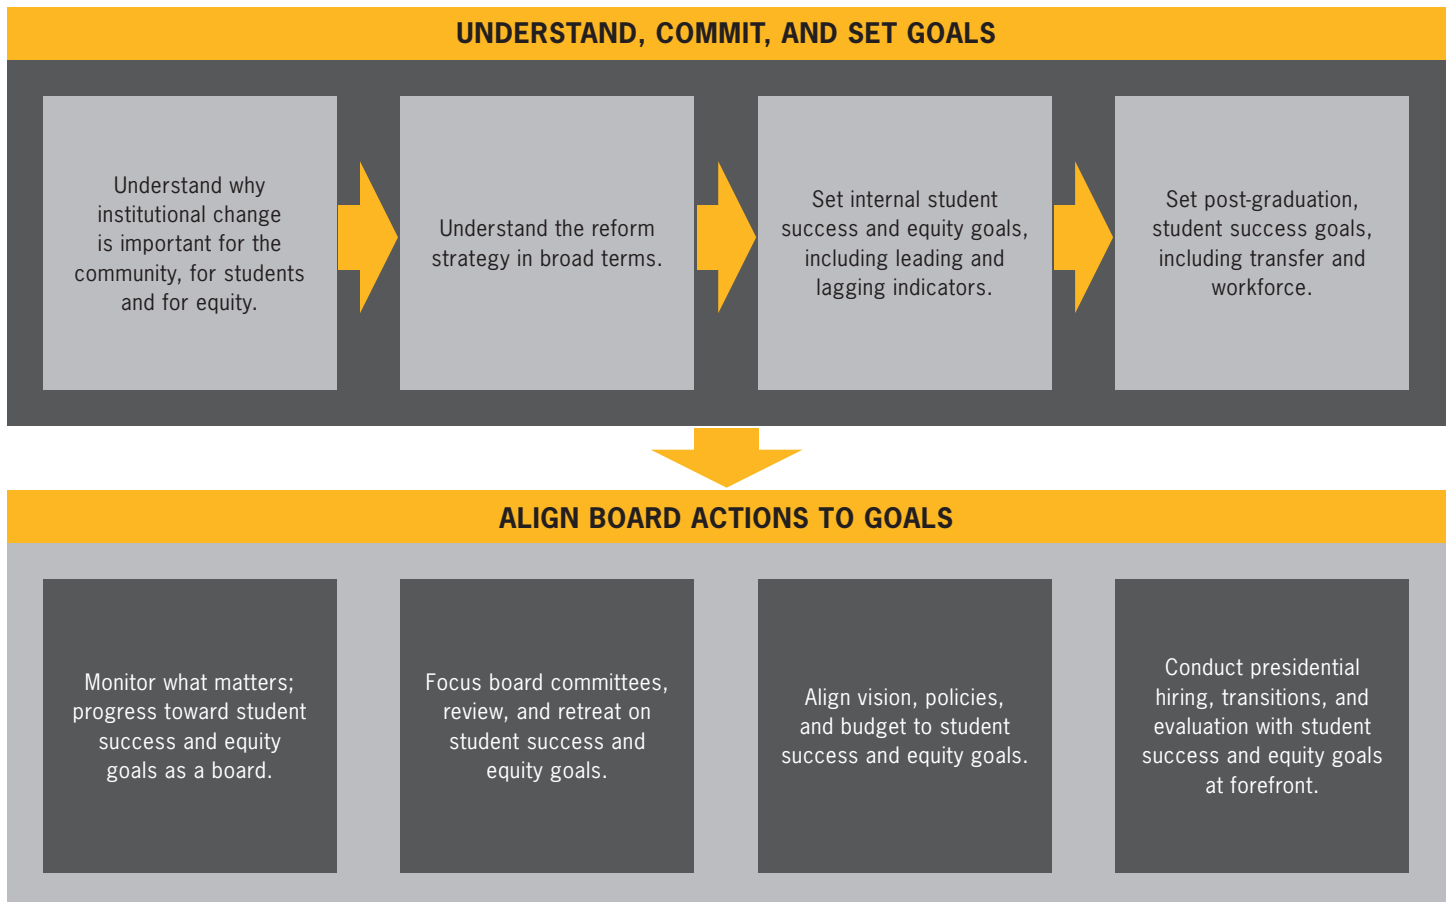 UNDERSTAND, COMMIT, AND SET GOALS
Understand why
institutional change
is important for the
community, for students
and for equity.
Understand the reform
strategy in broad terms.
Set internal student
success and equity goals,
including leading and
lagging indicators.
Set post-graduation,
student success goals,
including transfer and
workforce.
ALIGN BOARD ACTIONS TO GOALS
Monitor what matters;
progress toward student
success and equity
goals as a board.
Focus board committees,
review, and retreat on
student success and
equity goals.
Align vision, policies,
and budget to student
success and equity goals.
Conduct presidential
hiring, transitions, and
evaluation with student
success and equity goals
at forefront.